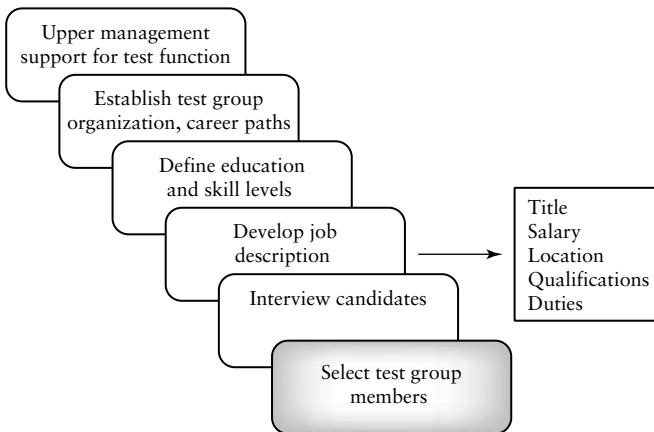 Upper management
support for test function
Establish test group
organization, career paths
Define education
and skill levels
Develop job
description
Title
Salary
Location
Qualifications
Duties
Interview candidates
Select test group
members